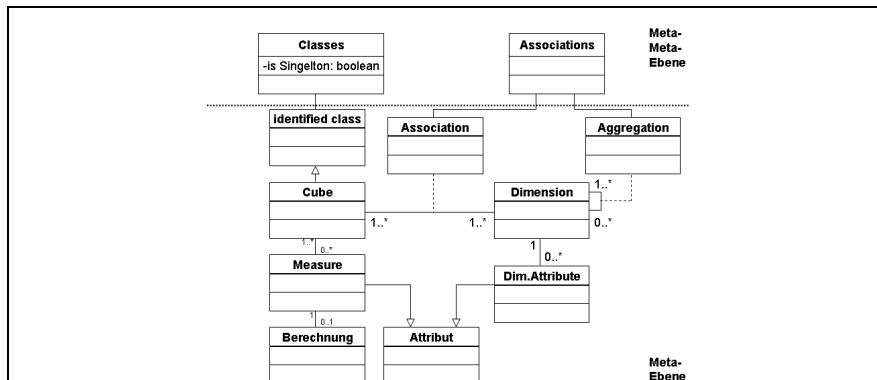 Classes
-is Singelton: boolean
Associations
Meta-
Meta-
Ebene
identified class
Association
Aggregation
Cube
Dimension
1..*
0..*
1..*
1..*
1..*
0..*
1
0..*
Measure
Dim.Attribute
1
0..1
Berechnung
Attribut
Meta-
Ebene